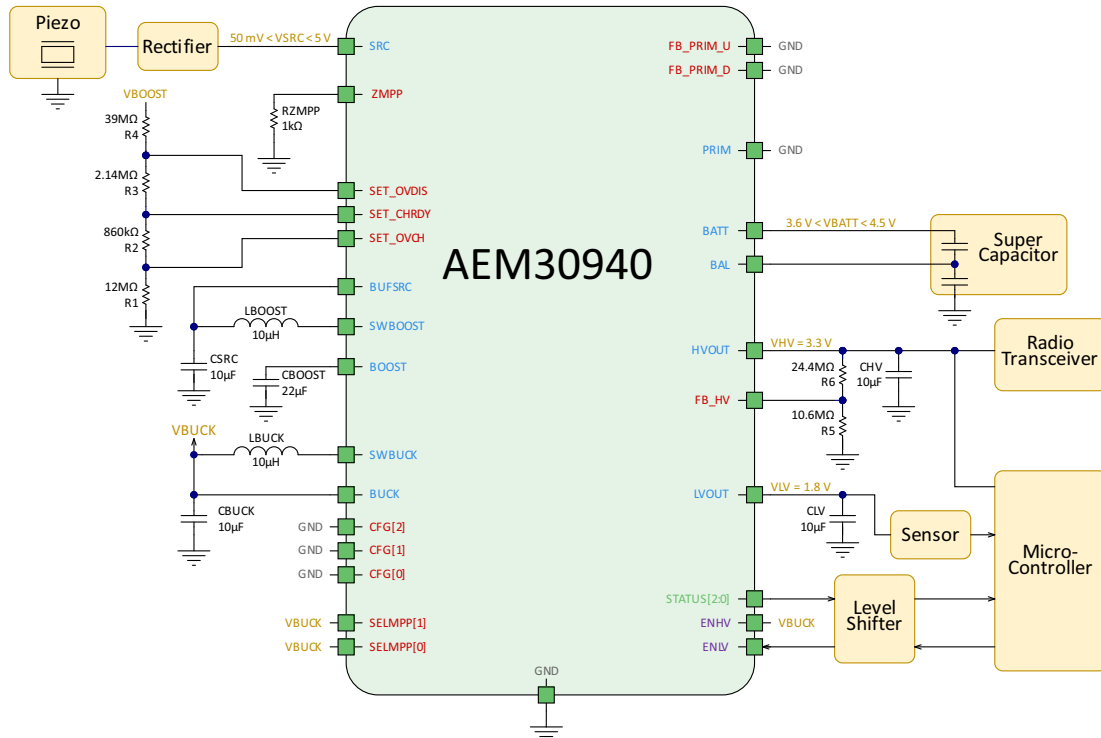 Piezo
Rectifier
50 mV < VSRC < 5 V
SRC
ZMPP
RZMPP
1kΩ
VBOOST
39MΩ
R4
2.14MΩ
R3
860kΩ
R2
12MΩ
R1
SET_OVDIS
SET_CHRDY
SET_OVCH
BUFSRC
LBOOST
10µH
SWBOOST
CSRC
10µF
CBOOST
22µF
BOOST
VBUCK
LBUCK
10µH
SWBUCK
BUCK
CBUCK
10µF
GND
CFG[2]
GND
CFG[1]
GND
CFG[0]
VBUCK
SELMPP[1]
VBUCK
SELMPP[0]
AEM30940
GND
FB_PRIM_U
GND
FB_PRIM_D
GND
PRIM
GND
BATT
3.6 V < VBATT < 4.5 V
BAL
Super
Capacitor
HVOUT
VHV = 3.3 V
Radio
Transceiver
24.4MΩ
R6
CHV
10µF
FB_HV
10.6MΩ
R5
LVOUT
VLV = 1.8 V
CLV
10µF
Sensor
Micro-
Controller
STATUS[2:0]
Level
Shifter
ENHV
VBUCK
ENLV